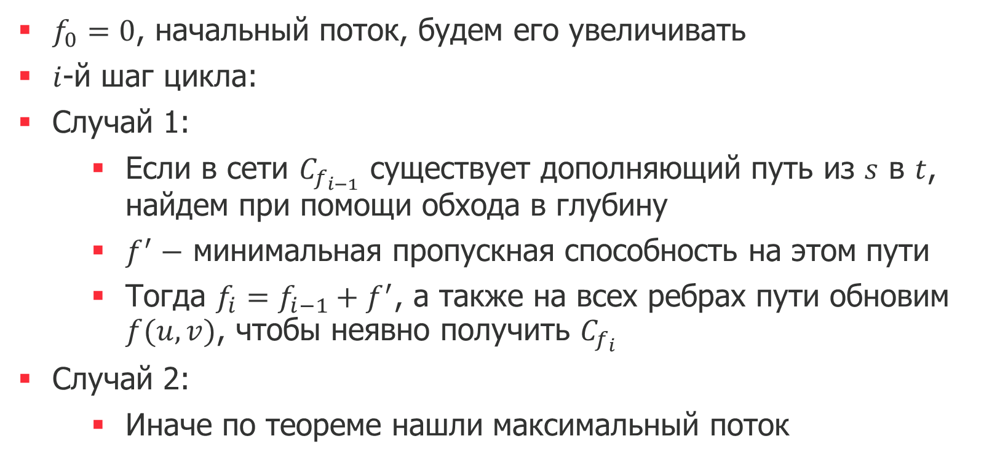 ▪ f₀ = 0, начальный поток, будем его увеличивать
▪ i-й шаг цикла:
▪ Случай 1:
▪ Если в сети C_{f_{i−1}} существует дополняющий путь из s в t,
найдем при помощи обхода в глубину
▪ f′ − минимальная пропускная способность на этом пути
▪ Тогда f_i = f_{i−1} + f′, а также на всех ребрах пути обновим
f(u, v), чтобы неявно получить C_{f_i}
▪ Случай 2:
▪ Иначе по теореме нашли максимальный поток